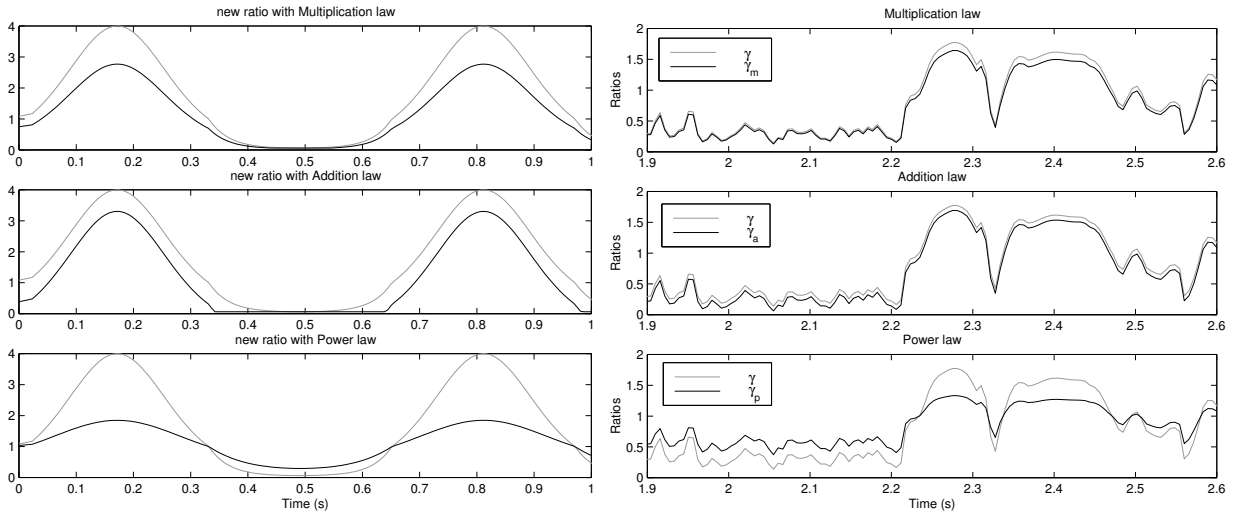 new ratio with Multiplication law
4
3
2
1
0
0 0.1 0.2 0.3 0.4 0.5 0.6 0.7 0.8 0.9 1
new ratio with Addition law
4
3
2
1
0
0 0.1 0.2 0.3 0.4 0.5 0.6 0.7 0.8 0.9 1
new ratio with Power law
4
3
2
1
0
0 0.1 0.2 0.3 0.4 0.5 0.6 0.7 0.8 0.9 1
Time (s)
Multiplication law
2
1.5
1
0.5
0
Ratios
γ
γm
1.9 2 2.1 2.2 2.3 2.4 2.5 2.6
Addition law
2
1.5
1
0.5
0
Ratios
γ
γa
1.9 2 2.1 2.2 2.3 2.4 2.5 2.6
Power law
2
1.5
1
0.5
0
Ratios
γ
γp
1.9 2 2.1 2.2 2.3 2.4 2.5 2.6
Time (s)